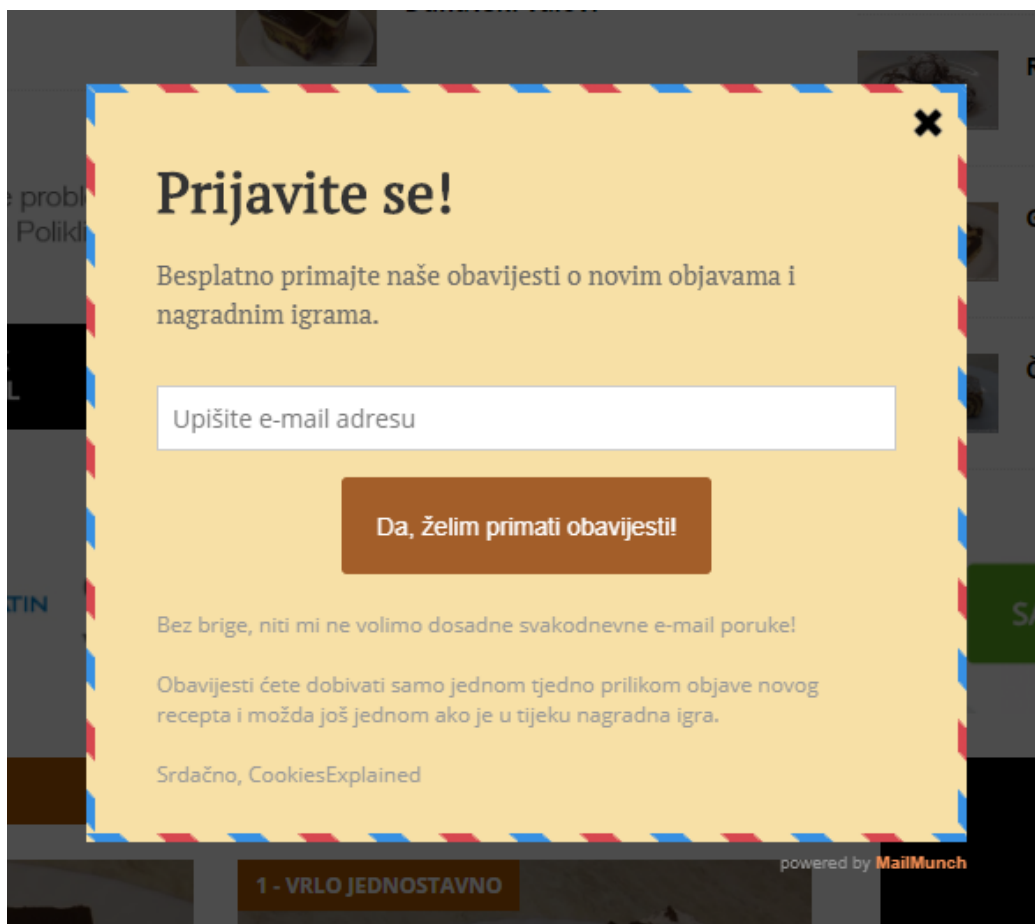 Prijavite se!
Besplatno primajte naše obavijesti o novim objavama i
nagradnim igrama.
Upišite e-mail adresu
Da, želim primati obavijesti!
Bez brige, niti mi ne volimo dosadne svakodnevne e-mail poruke!
Obavijesti ćete dobivati samo jednom tjedno prilikom objave novog
recepta i možda još jednom ako je u tijeku nagradna igra.
Srdačno, CookiesExplained
powered by MailMunch
1 - VRLO JEDNOSTAVNO